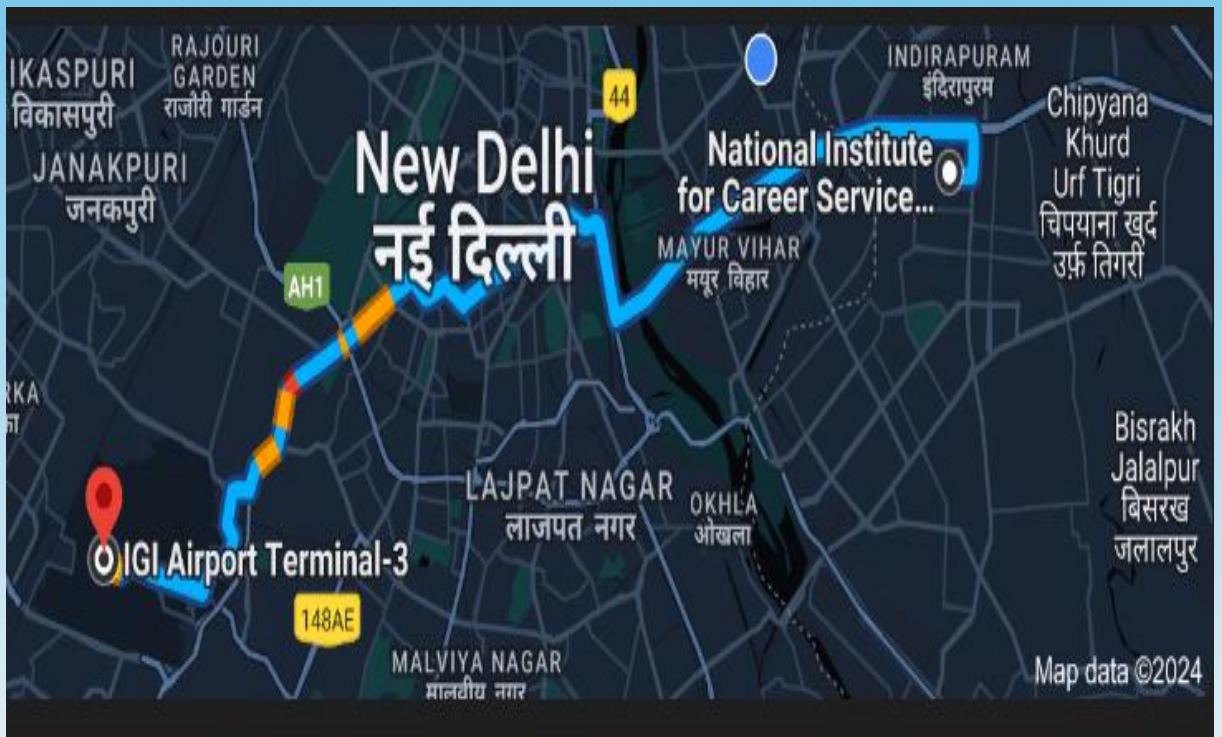 IKASPURI
विकासपुरी
RAJOURI
GARDEN
राजौरी गार्डन
JANAKPURI
जनकपुरी
44
New Delhi
नई दिल्ली
National Institute
for Career Service...
INDIRAPURAM
इंदिरापुरम
Chipyana
Khurd
Urf Tigri
चिपयाना खुर्द
उर्फ़ तिगरी
MAYUR VIHAR
मयूर विहार
AH1
RKA
IGI Airport Terminal-3
148AE
LAJPAT NAGAR
लाजपत नगर
OKHLA
ओखला
Bisrakh
Jalalpur
बिसरख
जलालपुर
MALVIYA NAGAR
मालवीय नगर
Map data ©2024